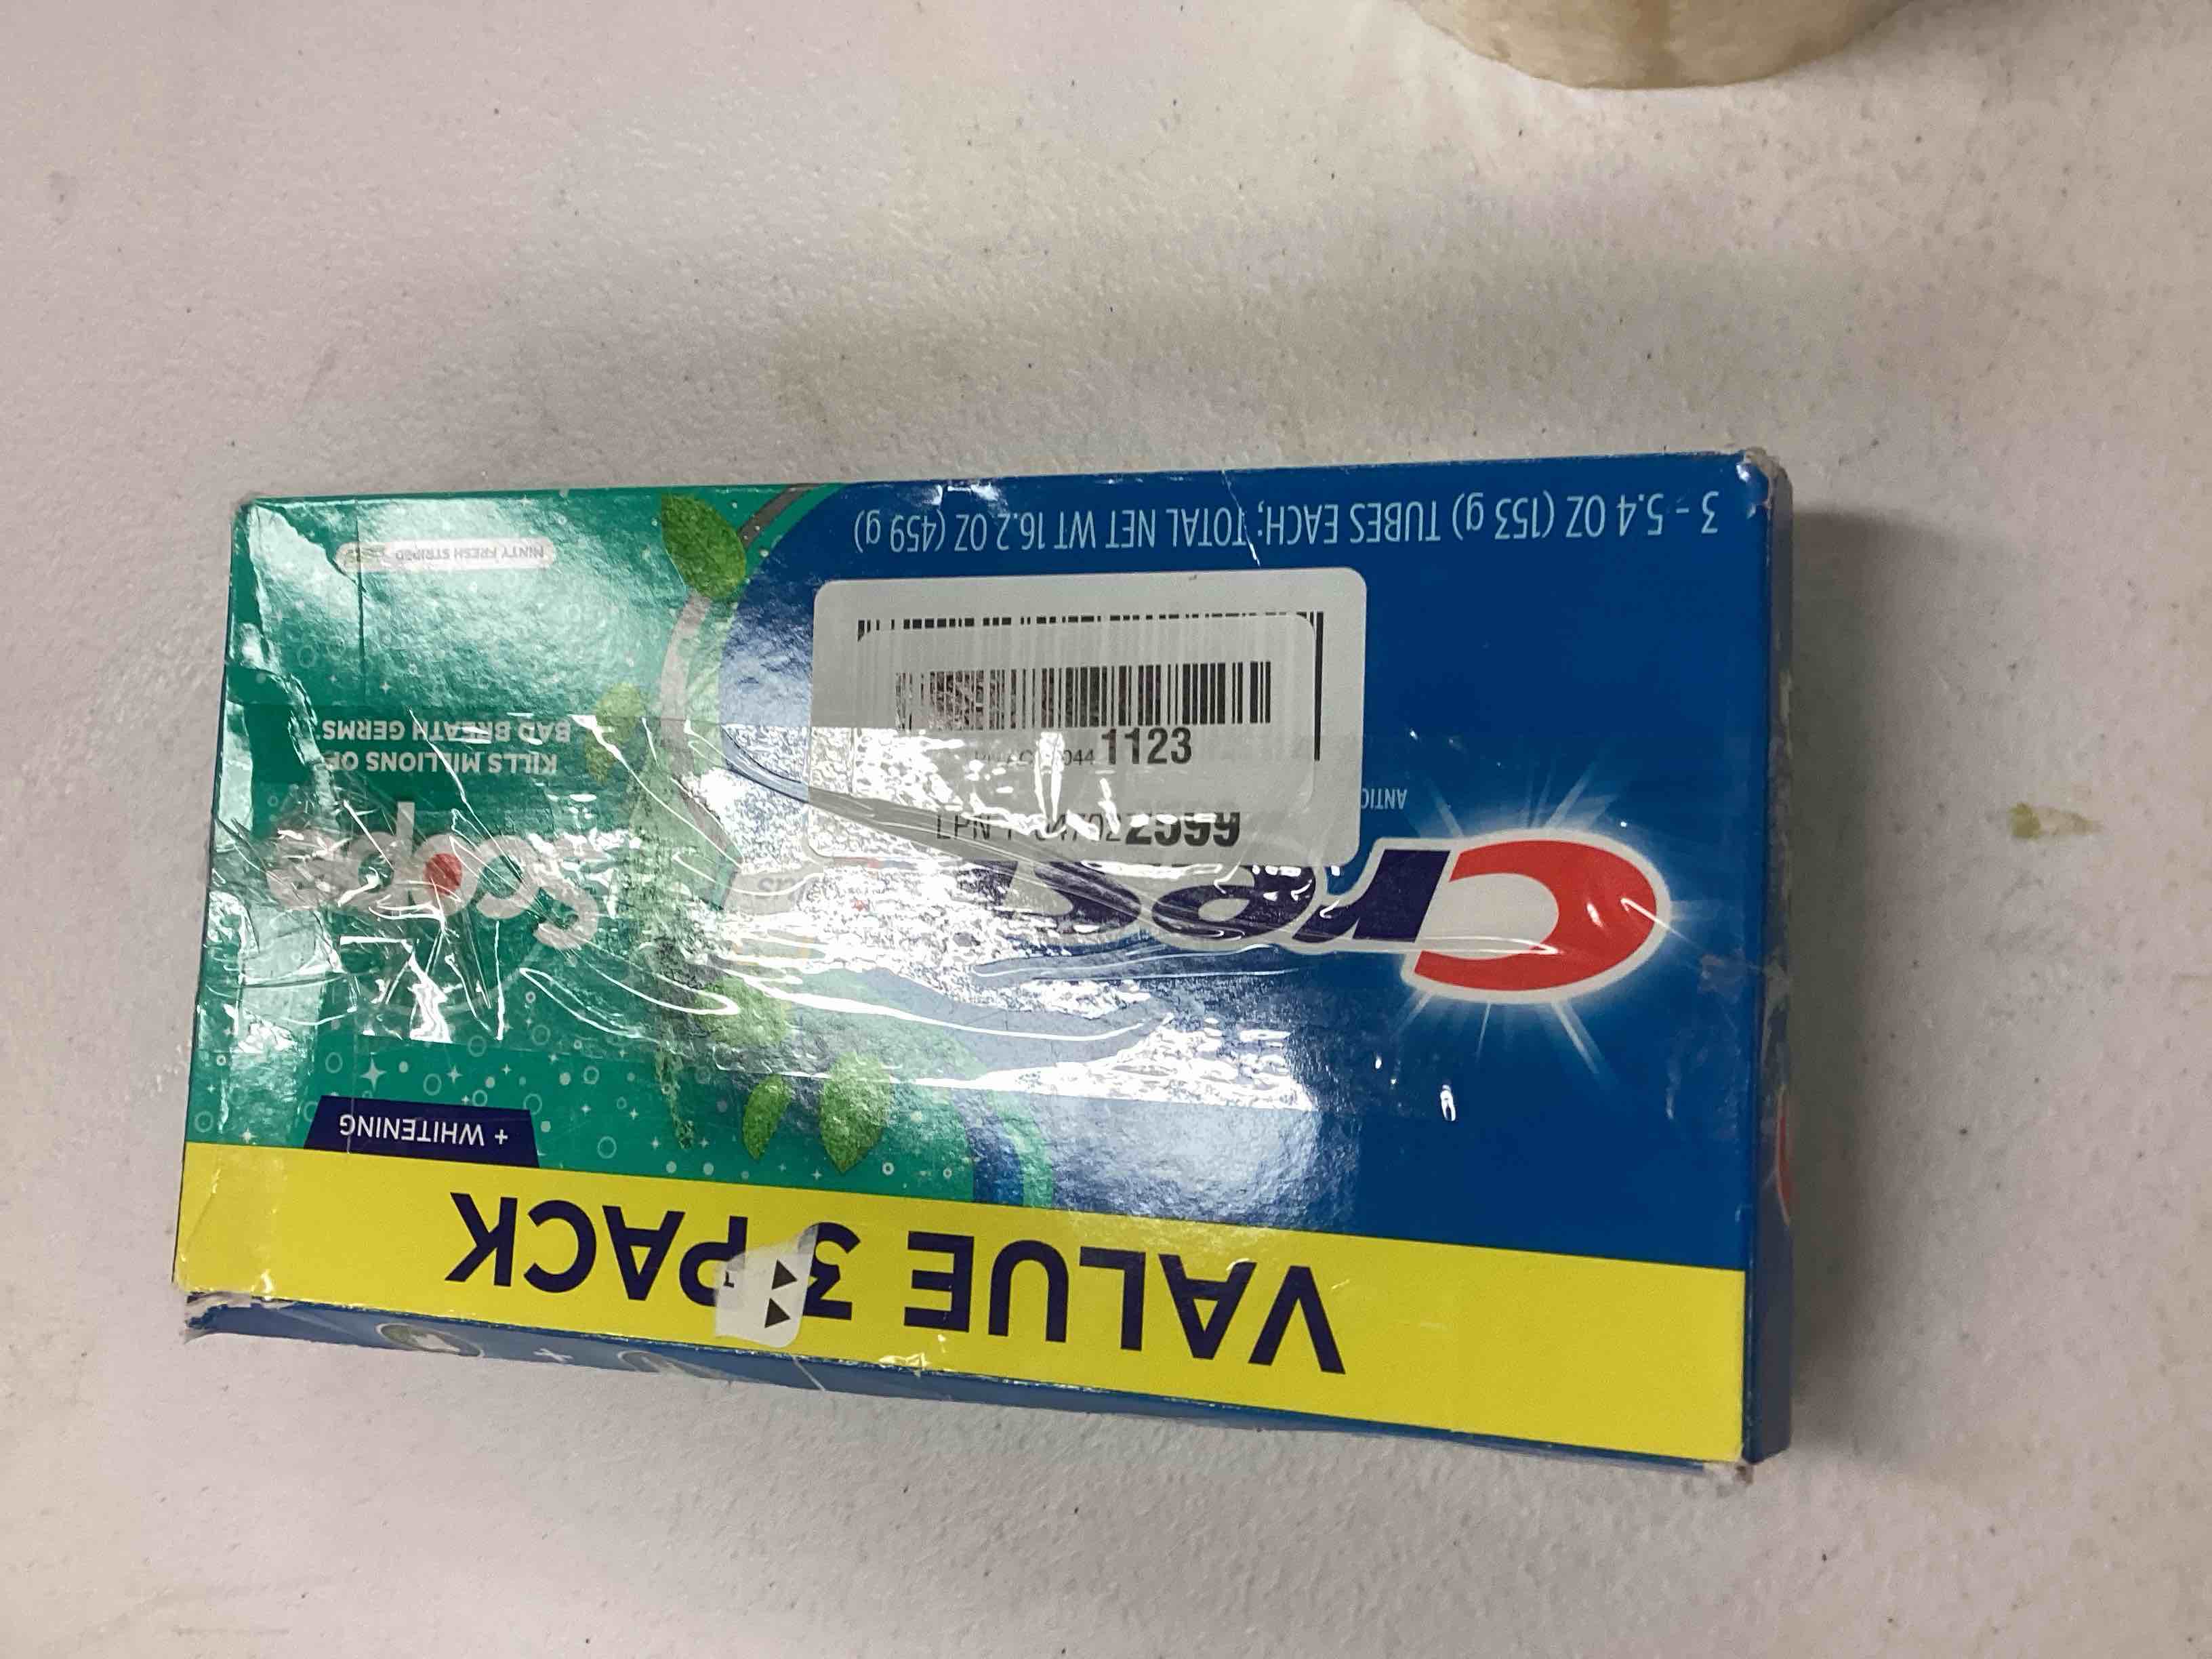 3 - 5.4 OZ (153 g) TUBES EACH; TOTAL NET WT 16.2 OZ (459 g)
MINTY FRESH STRIPED
1123
2599
KILLS MILLIONS OF
BAD BREATH GERMS
Crest
scope
+ WHITENING
VALUE 3 PACK